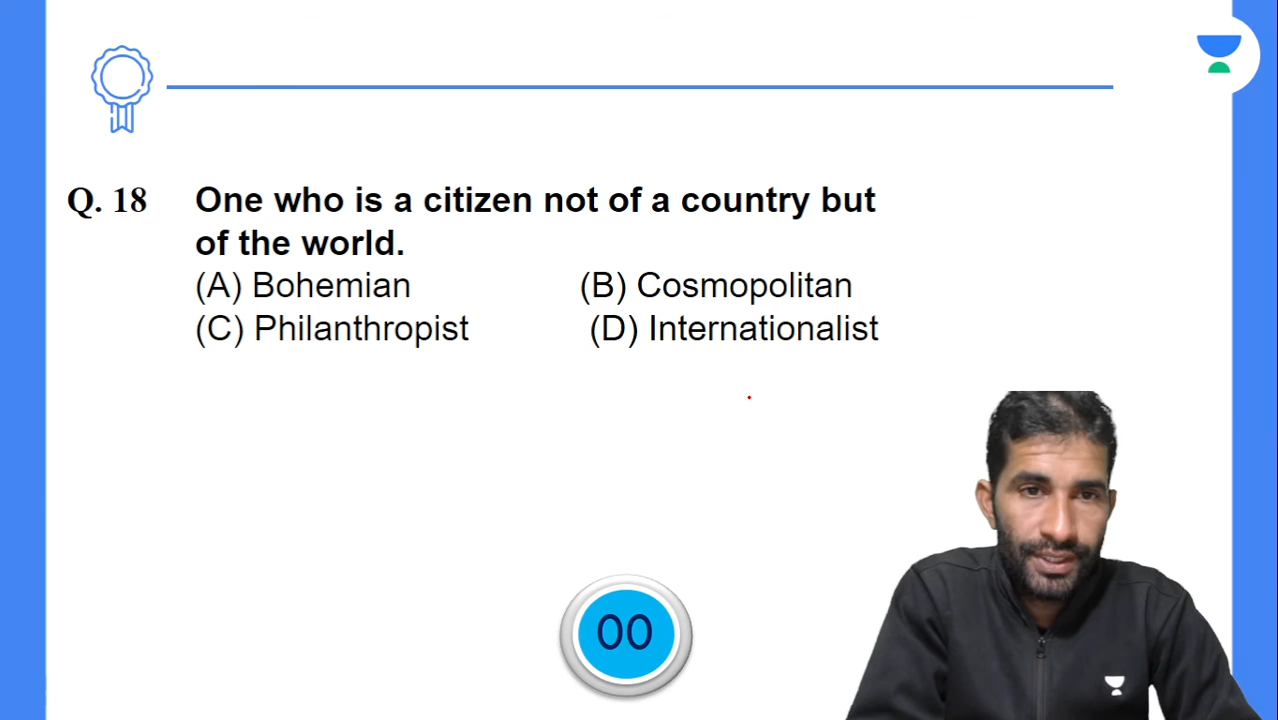 Q. 18 One who is a citizen not of a country but
of the world.
(A) Bohemian (B) Cosmopolitan
(C) Philanthropist (D) Internationalist
00